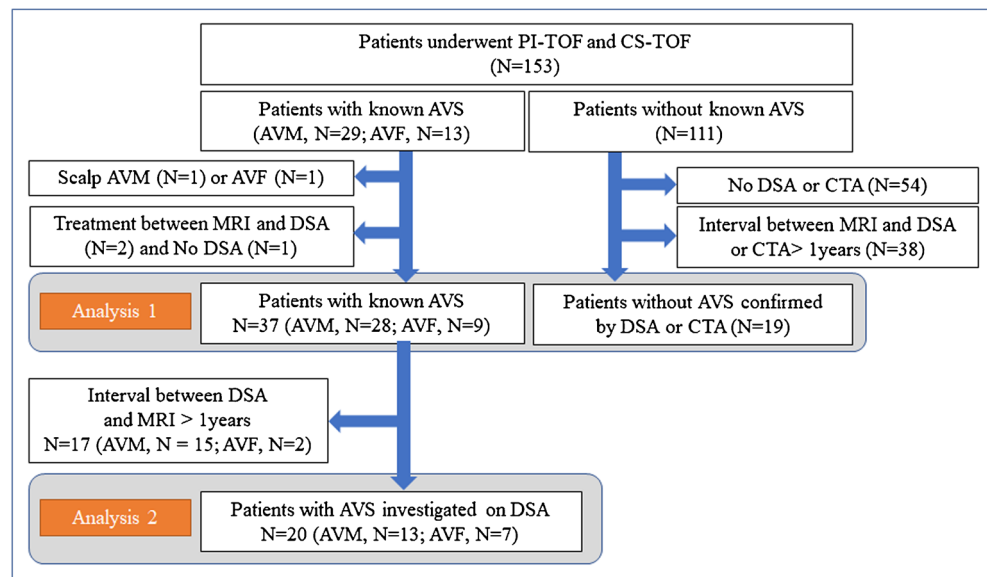 Patients underwent PI-TOF and CS-TOF
(N=153)
Patients with known AVS
(AVM, N=29; AVF, N=13)
Patients without known AVS
(N=111)
Scalp AVM (N=1) or AVF (N=1)
No DSA or CTA (N=54)
Treatment between MRI and DSA
(N=2) and No DSA (N=1)
Interval between MRI and DSA
or CTA> 1years (N=38)
Analysis 1
Patients with known AVS
N=37 (AVM, N=28; AVF, N=9)
Patients without AVS confirmed
by DSA or CTA (N=19)
Interval between DSA
and MRI > 1years
N=17 (AVM, N = 15; AVF, N=2)
Analysis 2
Patients with AVS investigated on DSA
N=20 (AVM, N=13; AVF, N=7)